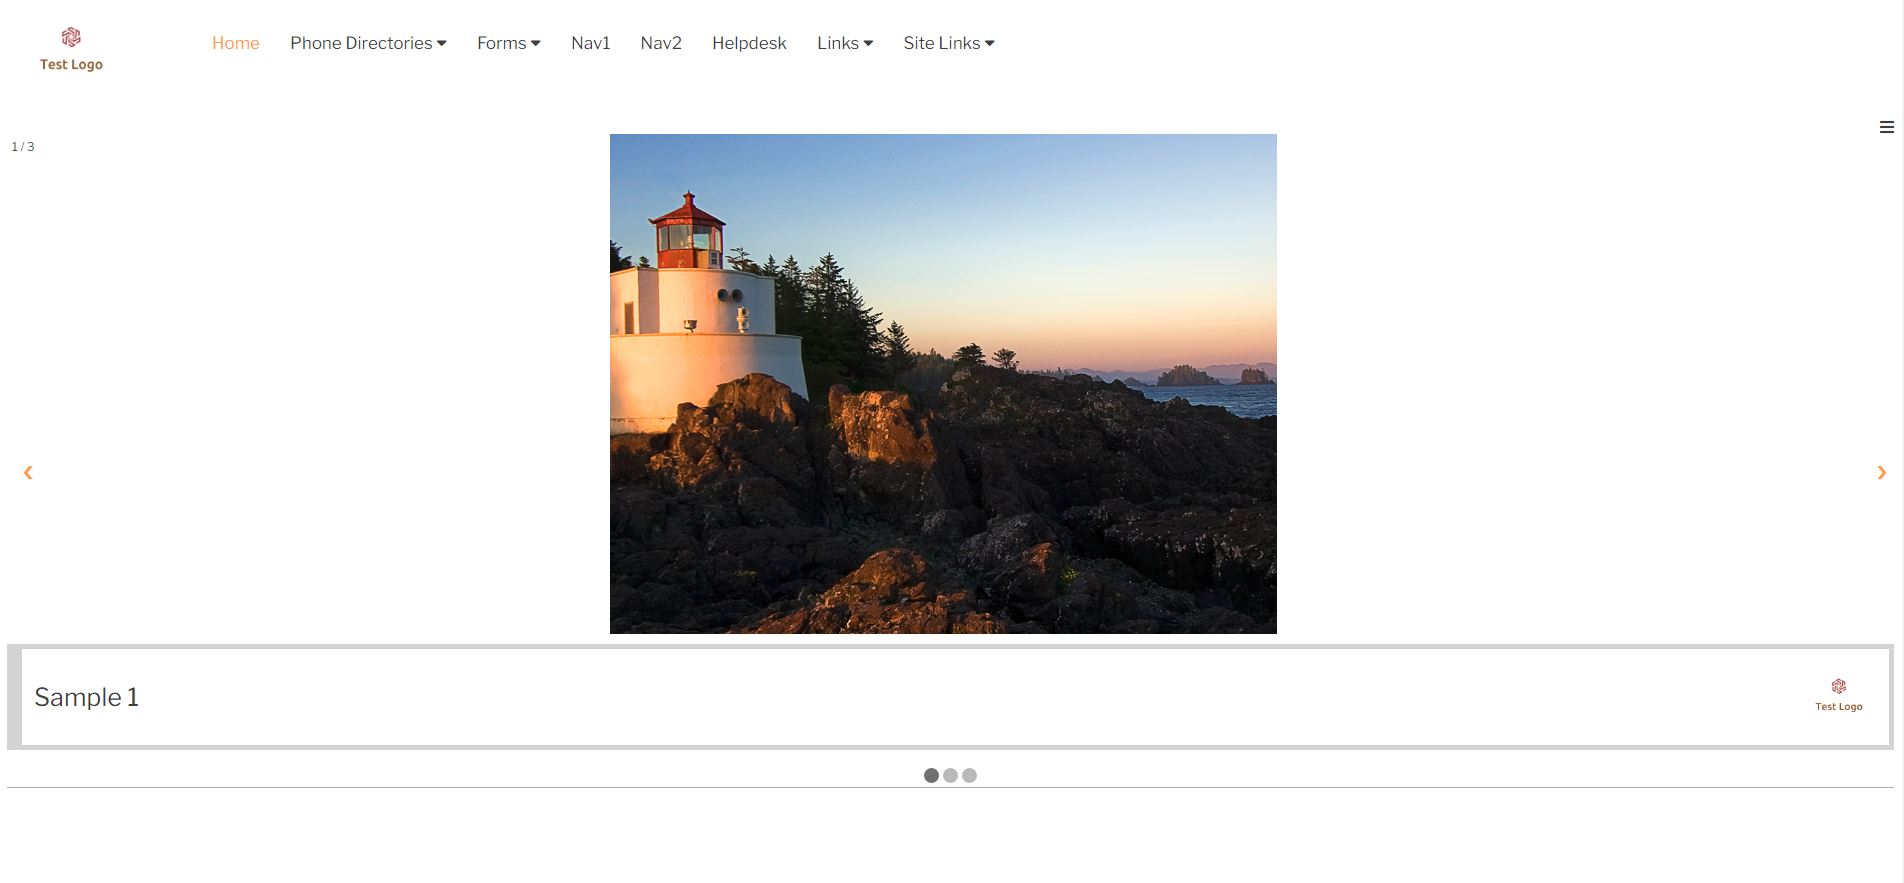 Test Logo
Home Phone Directories Forms Nav1 Nav2 Helpdesk Links Site Links
1 / 3
Sample 1
Test Logo